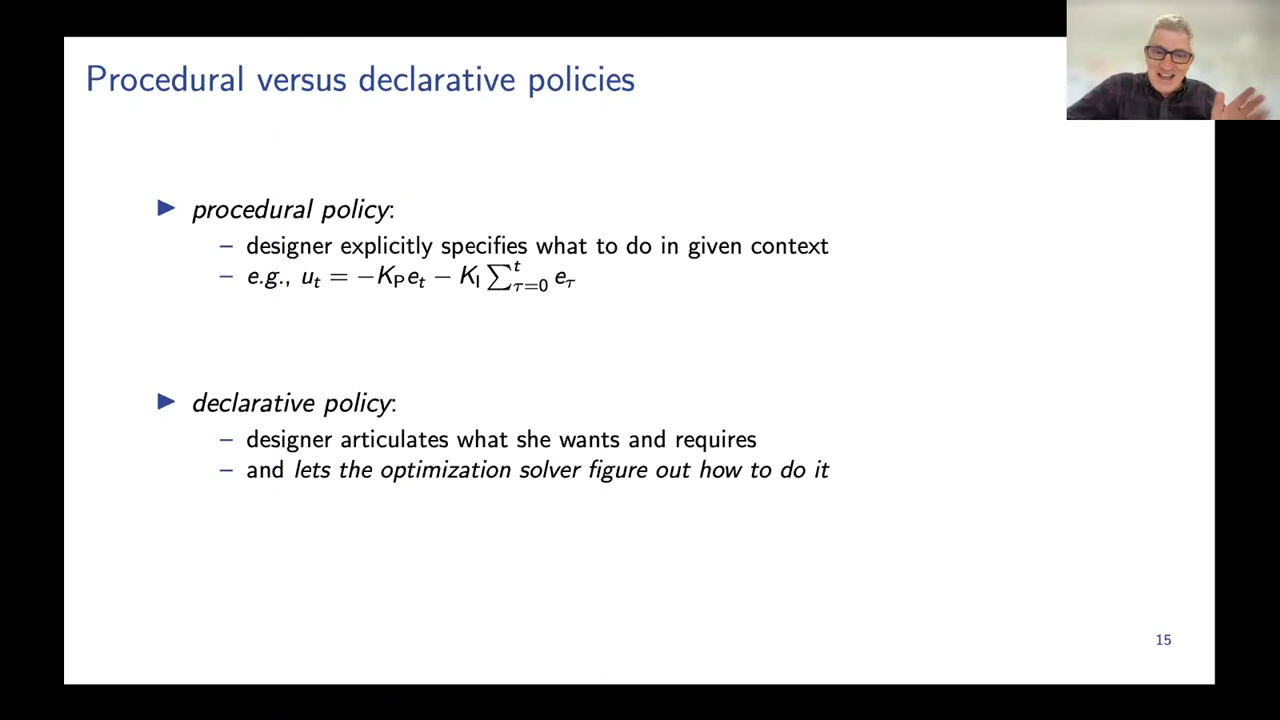 Procedural versus declarative policies
▶ procedural policy:
– designer explicitly specifies what to do in given context
– e.g., uₜ = −K_P eₜ − K_I ∑_{τ=0}^{t} e_τ
▶ declarative policy:
– designer articulates what she wants and requires
– and lets the optimization solver figure out how to do it
15